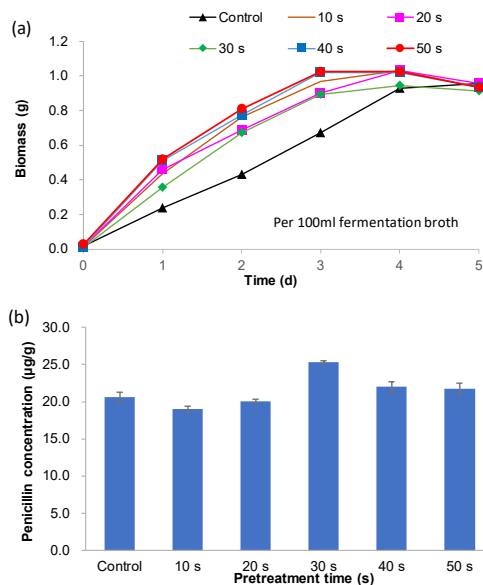 (a)
Control 10 s 20 s
30 s 40 s 50 s
1.2
1.0
0.8
0.6
0.4
0.2
0.0
Biomass (g)
Per 100ml fermentation broth
0 1 2 3 4 5
Time (d)
(b)
30.0
25.0
20.0
15.0
10.0
5.0
0.0
Penicillin concentration (µg/g)
Control 10 s 20 s 30 s 40 s 50 s
Pretreatment time (s)